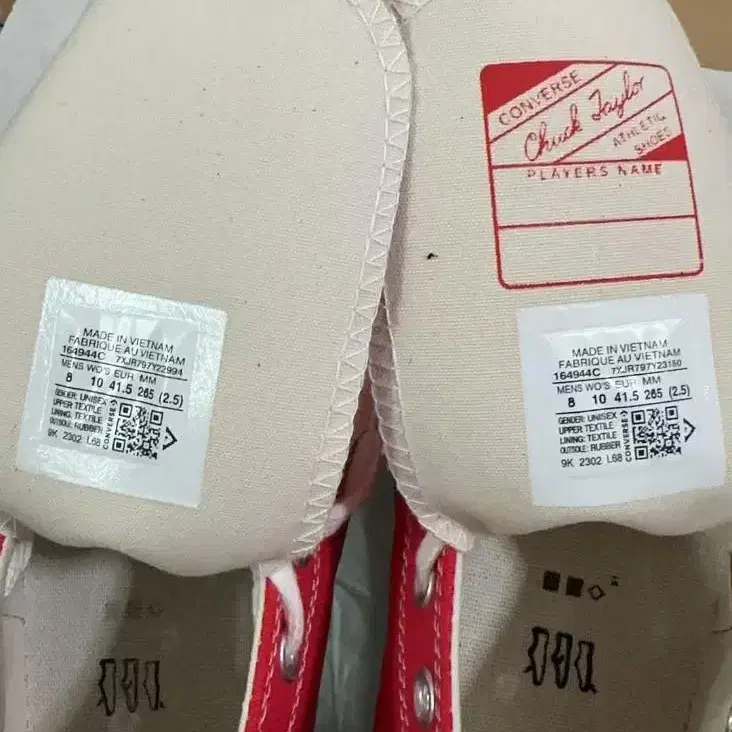 MADE IN VIETNAM
FABRIQUE AU VIETNAM
164944C 7XJR797Y22994
MENS WO'S EUR MM
8 10 41.5 265 (2.5)
GENDER: UNISEX
UPPER: TEXTILE
LINING: TEXTILE
OUTSOLE: RUBBER
CONVERSE
9K 2302 L68
CONVERSE
Chuck Taylor
ATHLETIC
SHOES
PLAYERS NAME
MADE IN VIETNAM
FABRIQUE AU VIETNAM
164944C 7XJR797Y23180
MENS WO'S EUR MM
8 10 41.5 265 (2.5)
GENDER: UNISEX
UPPER: TEXTILE
LINING: TEXTILE
OUTSOLE: RUBBER
CONVERSE
9K 2302 L68